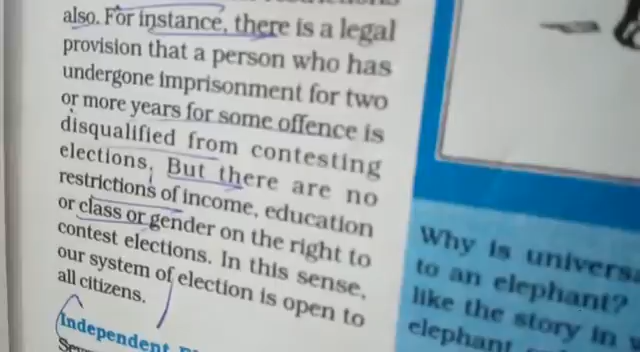 also. For instance, there is a legal
provision that a person who has
undergone imprisonment for two
or more years for some offence is
disqualified from contesting
elections. But there are no
restrictions of income, education
or class or gender on the right to
contest elections. In this sense,
our system of election is open to
all citizens.
Independent
Why is
to an elephant?
like the story in
elephant